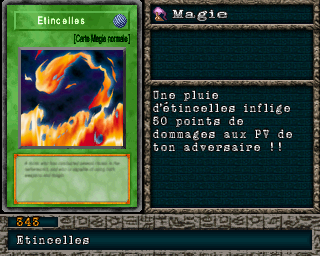 Etincelles
[Carte Magie normale]
Magie
Une pluie
d'étincelles inflige
50 points de
dommages aux PV de
ton adversaire !!
343
Etincelles